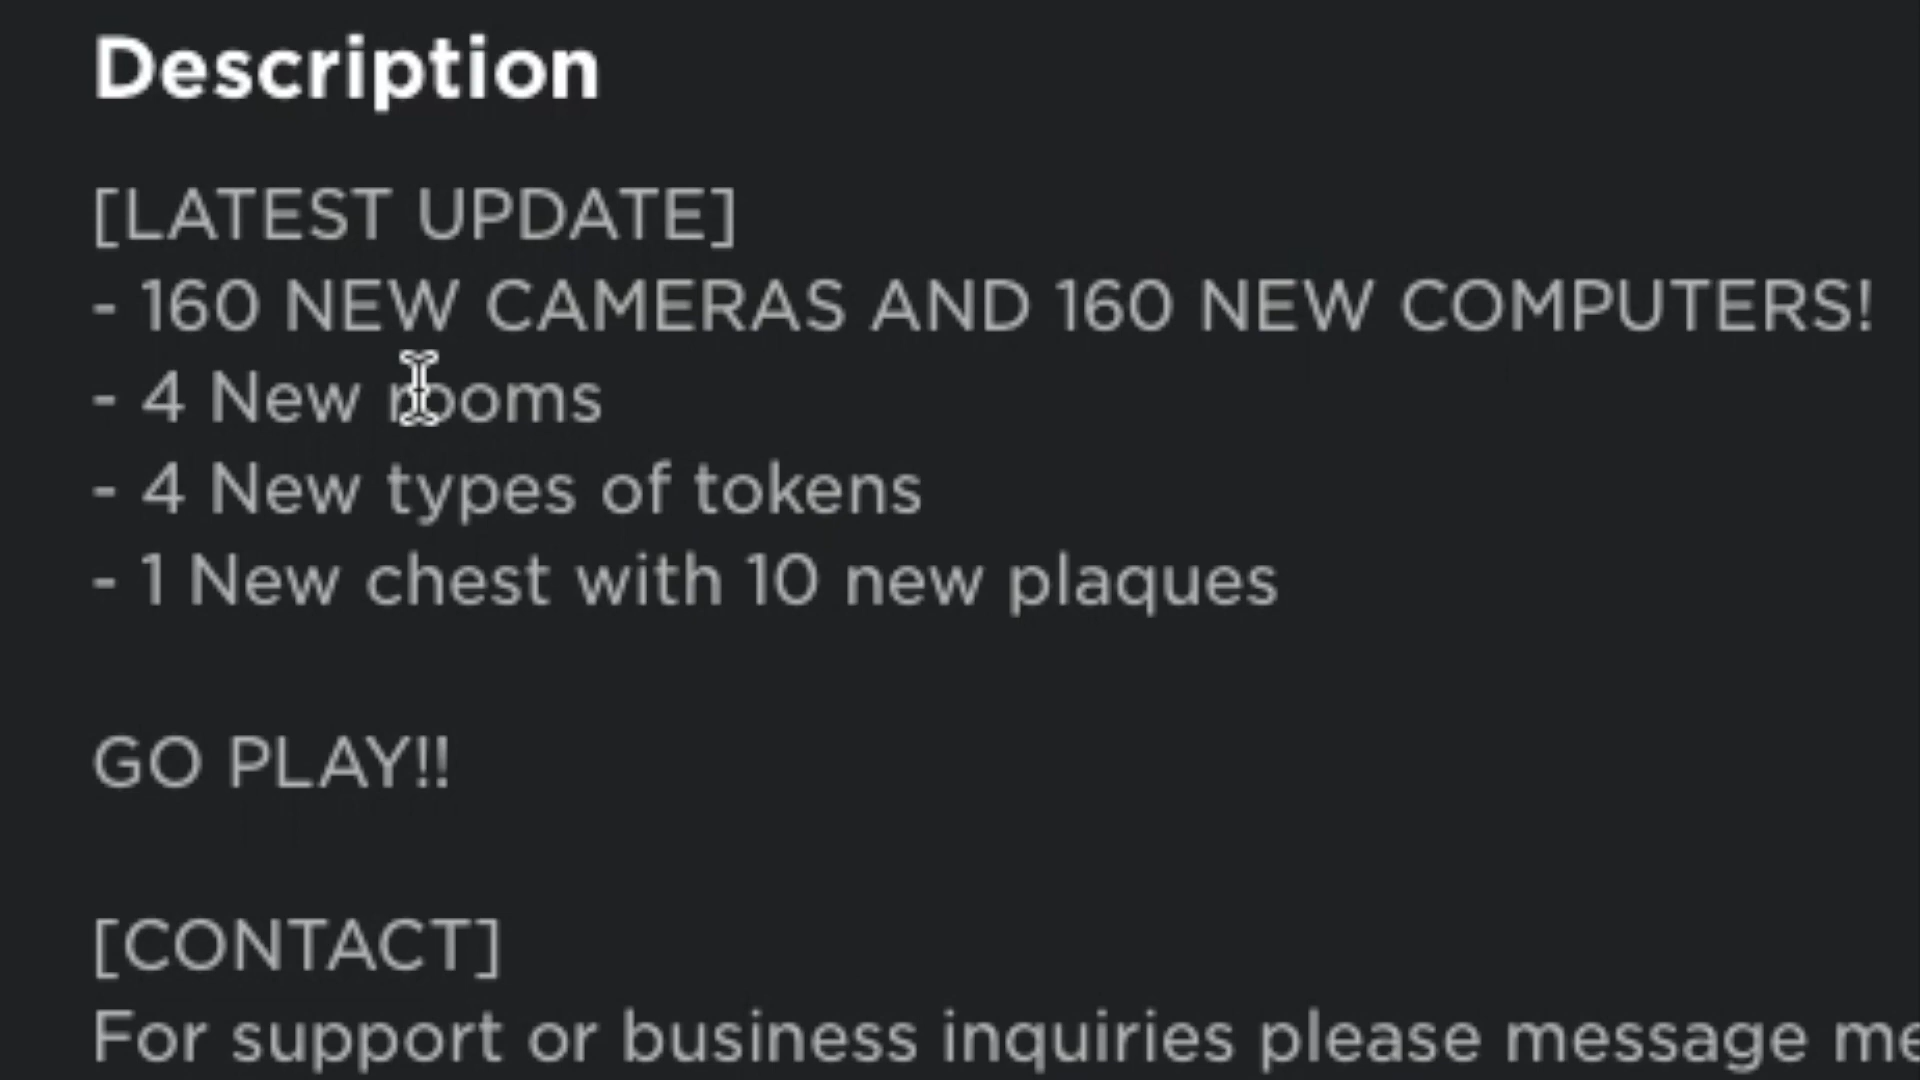 Description
[LATEST UPDATE]
- 160 NEW CAMERAS AND 160 NEW COMPUTERS!
- 4 New rooms
- 4 New types of tokens
- 1 New chest with 10 new plaques
GO PLAY!!
[CONTACT]
For support or business inquiries please message me